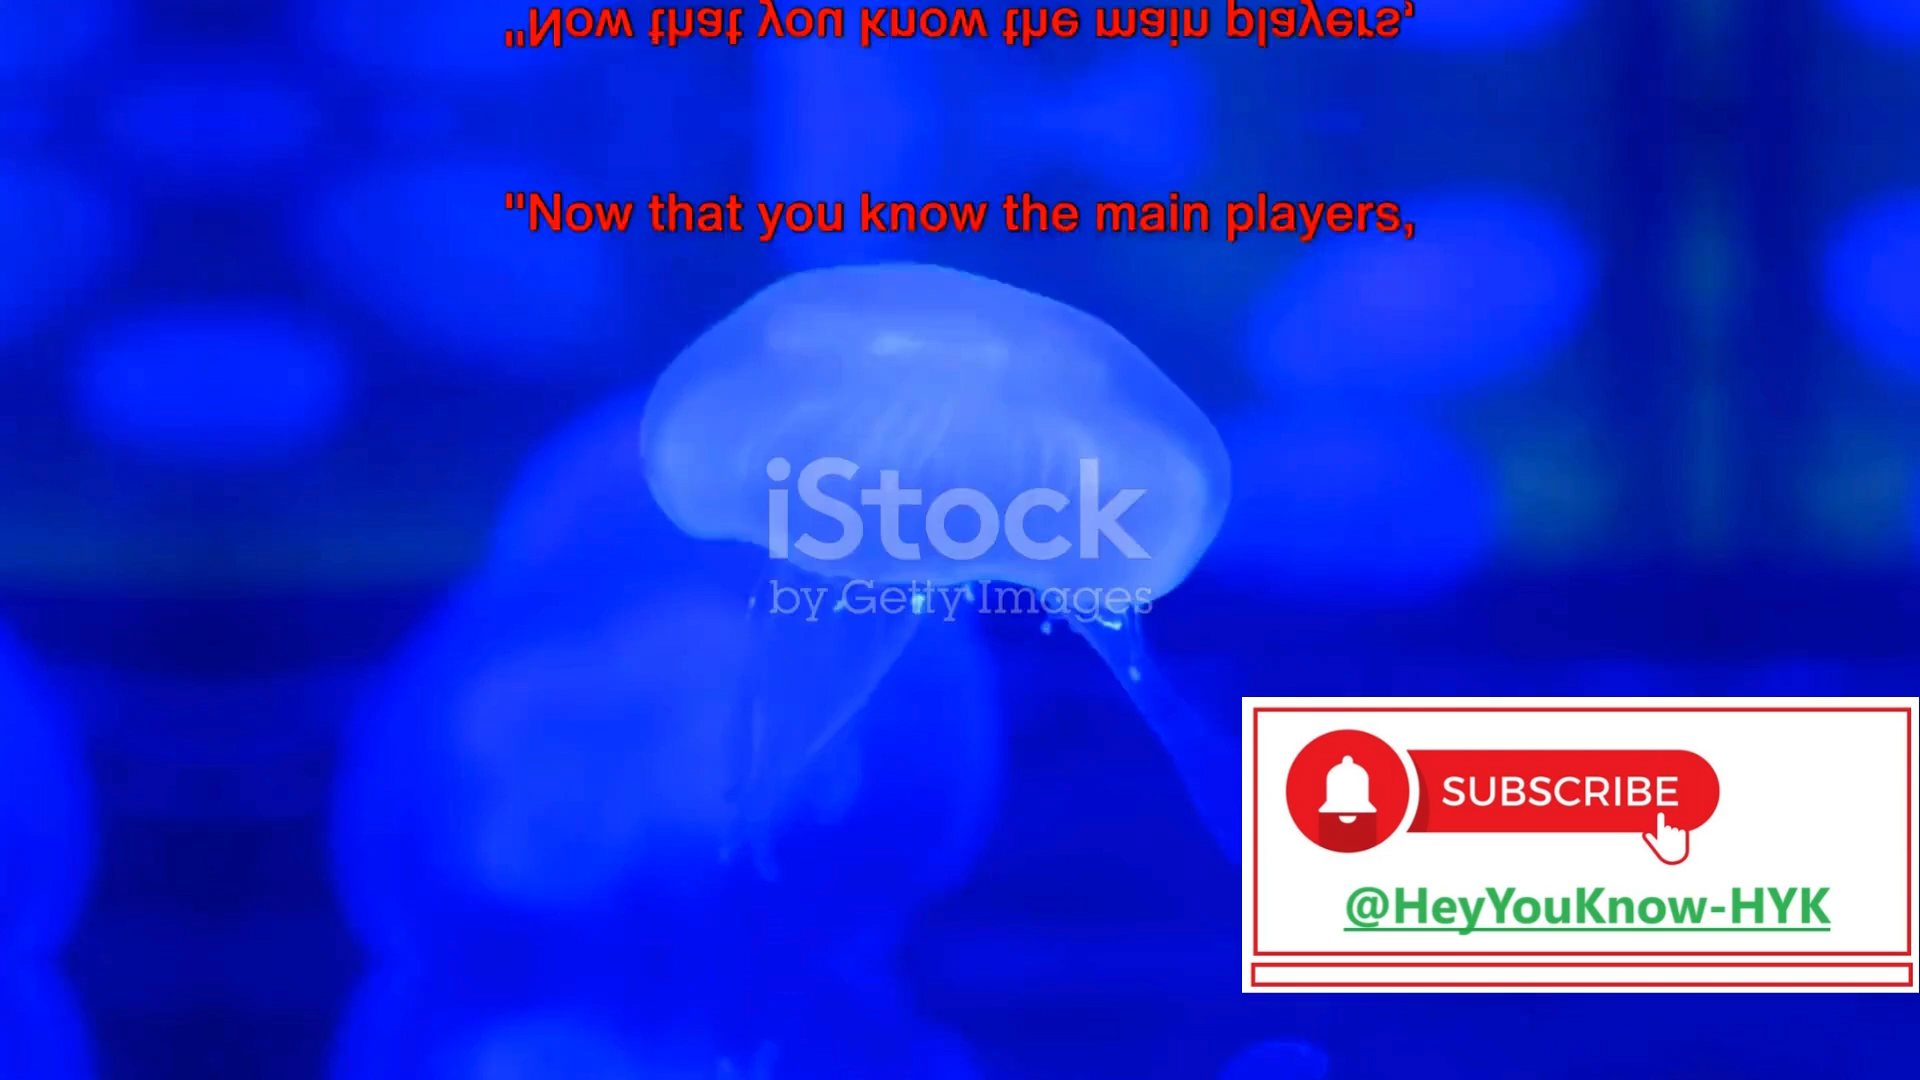 "Now that you know the main players,
"Now that you know the main players,
iStock
by Getty Images
SUBSCRIBE
@HeyYouKnow-HYK